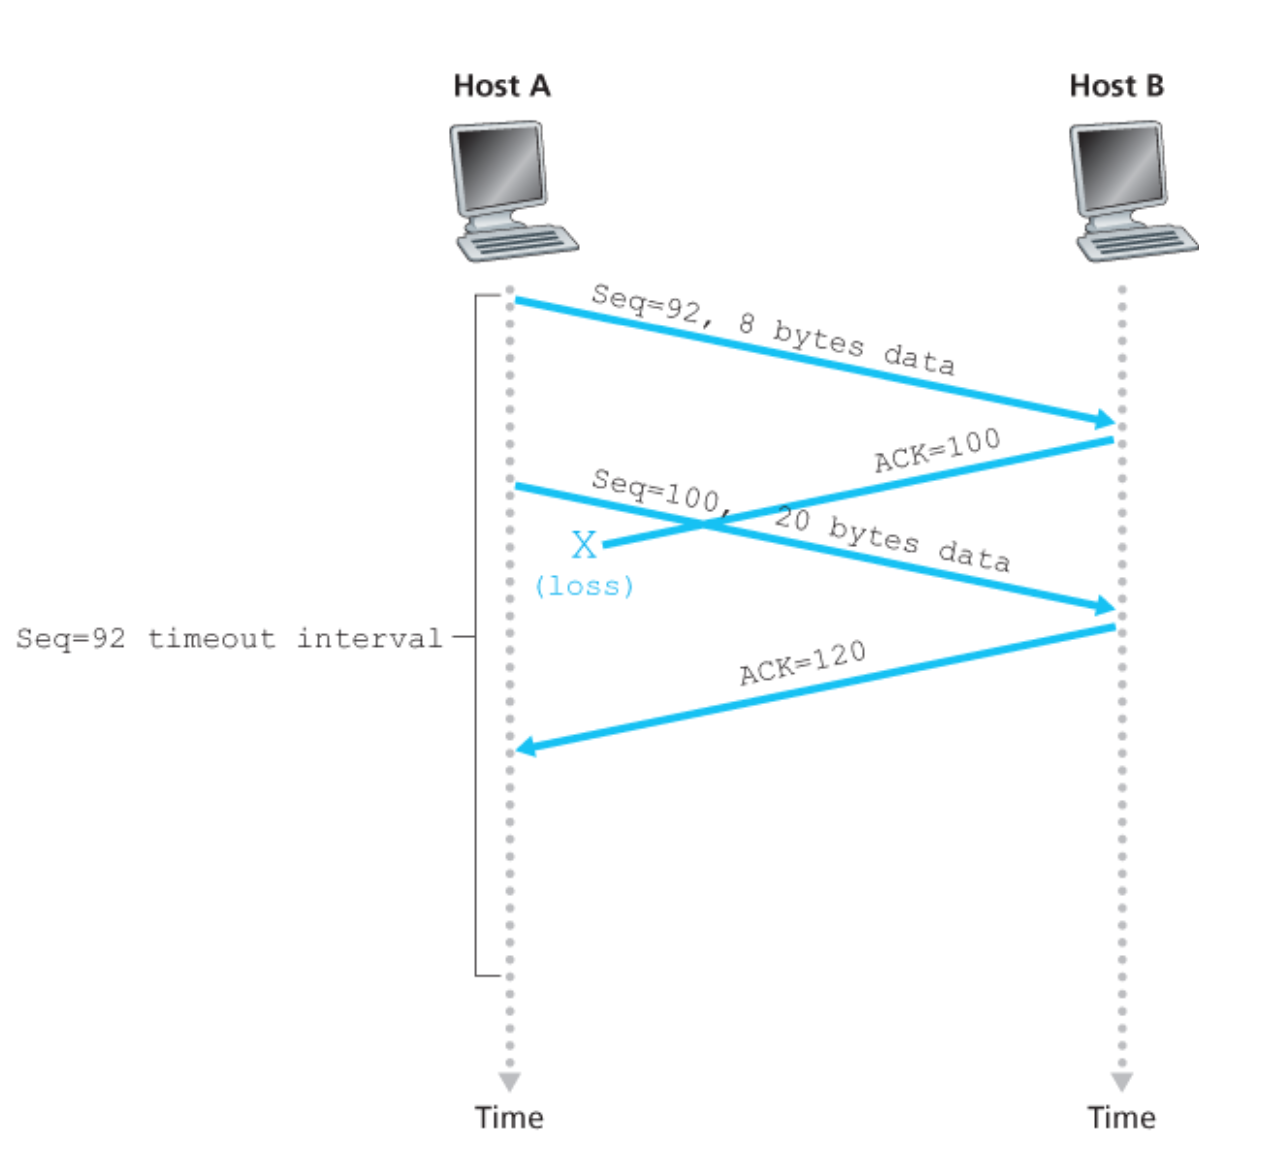 Host A
Host B
Seq=92, 8 bytes data
ACK=100
Seq=100, 20 bytes data
X
(loss)
Seq=92 timeout interval
ACK=120
Time
Time